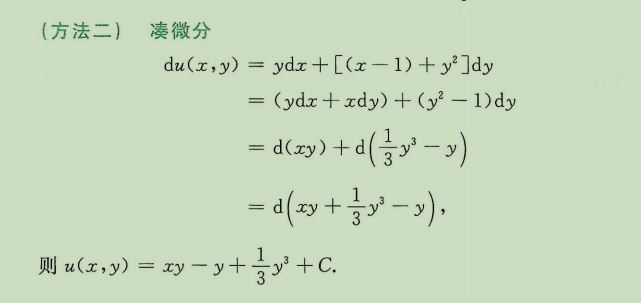 (方法二) 凑微分
du(x,y) = ydx + [(x-1) + y²]dy
= (ydx + xdy) + (y² - 1)dy
= d(xy) + d(1/3 y³ - y)
= d(xy + 1/3 y³ - y),
则 u(x,y) = xy - y + 1/3 y³ + C.